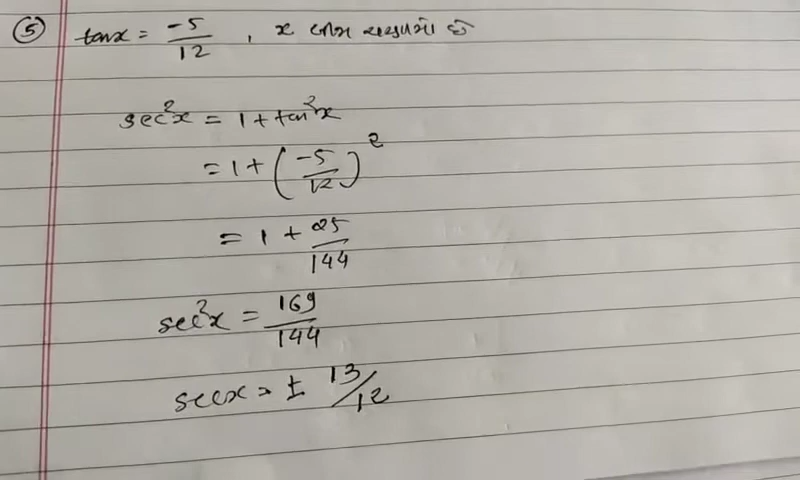 ⑤ tanx = -5/12 , x બીજા ચરણમાં છે
sec²x = 1 + tan²x
= 1 + (-5/12)²
= 1 + 25/144
sec²x = 169/144
secx = ± 13/12